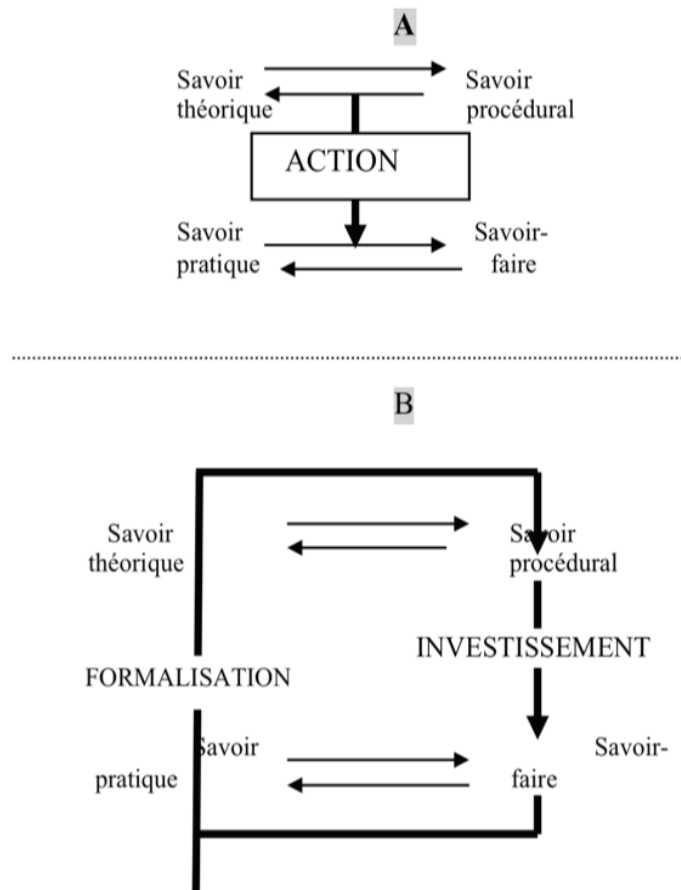 A
Savoir Savoir
théorique procédural
ACTION
Savoir Savoir-
pratique faire
B
Savoir Savoir
théorique procédural
INVESTISSEMENT
FORMALISATION
Savoir Savoir-
pratique faire